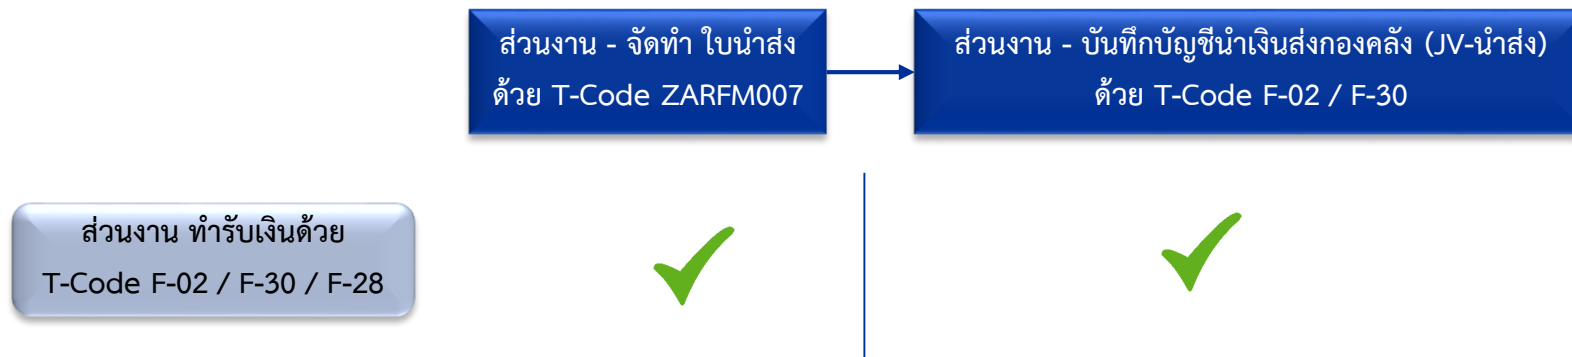 ส่วนงาน - จัดทำ ใบนำส่ง
ด้วย T-Code ZARFM007
ส่วนงาน - บันทึกบัญชีนำเงินส่งกองคลัง (JV-นำส่ง)
ด้วย T-Code F-02 / F-30
ส่วนงาน ทำรับเงินด้วย
T-Code F-02 / F-30 / F-28